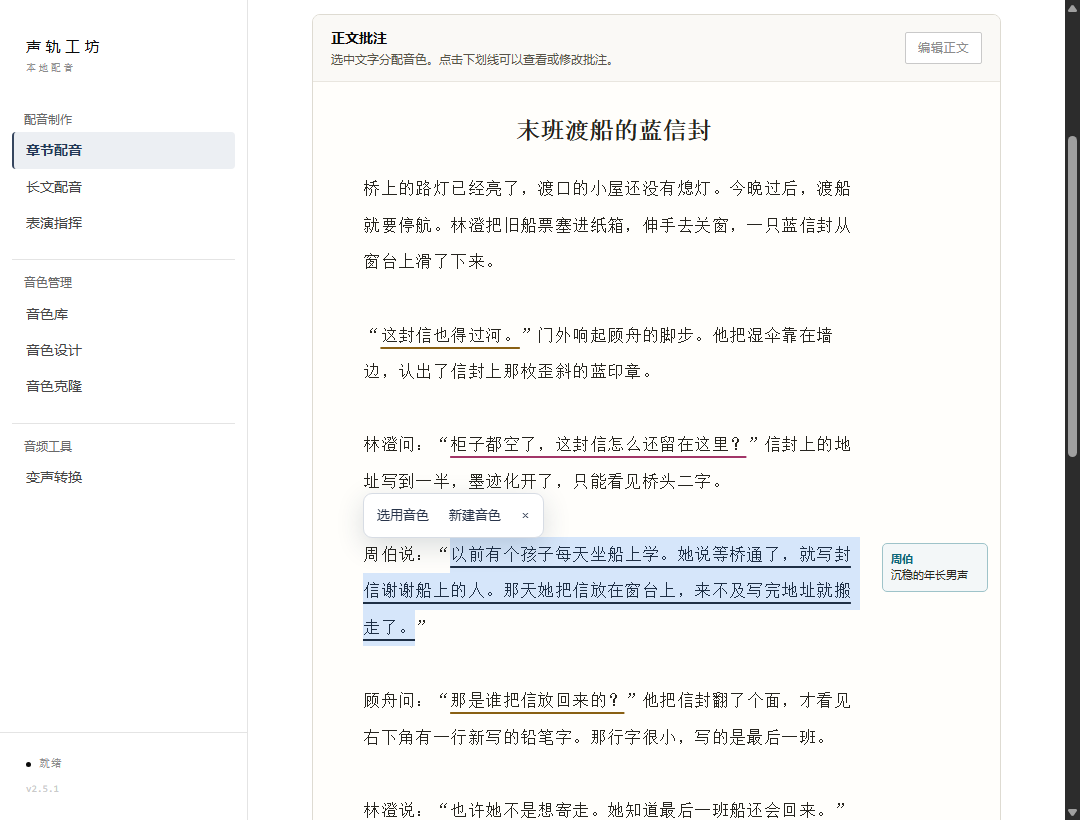 声轨工坊
本地配音
配音制作
章节配音
长文配音
表演指挥
音色管理
音色库
音色设计
音色克隆
音频工具
变声转换
就绪
v2.5.1
正文批注
选中文字分配音色。点击下划线可以查看或修改批注。
编辑正文
末班渡船的蓝信封
桥上的路灯已经亮了，渡口的小屋还没有熄灯。今晚过后，渡船
就要停航。林澄把旧船票塞进纸箱，伸手去关窗，一只蓝信封从
窗台上滑了下来。
“这封信也得过河。”门外响起顾舟的脚步。他把湿伞靠在墙
边，认出了信封上那枚歪斜的蓝印章。
林澄问：“柜子都空了，这封信怎么还留在这里？”信封上的地
址写到一半，墨迹化开了，只能看见桥头二字。
选用音色 新建音色 ×
周伯说：“以前有个孩子每天坐船上学。她说等桥通了，就写封
信谢谢船上的人。那天她把信放在窗台上，来不及写完地址就搬
走了。”
周伯
沉稳的年长男声
顾舟问：“那是谁把信放回来的？”他把信封翻了个面，才看见
右下角有一行新写的铅笔字。那行字很小，写的是最后一班。
林澄说：“也许她不是想寄走。她知道最后一班船还会回来。”